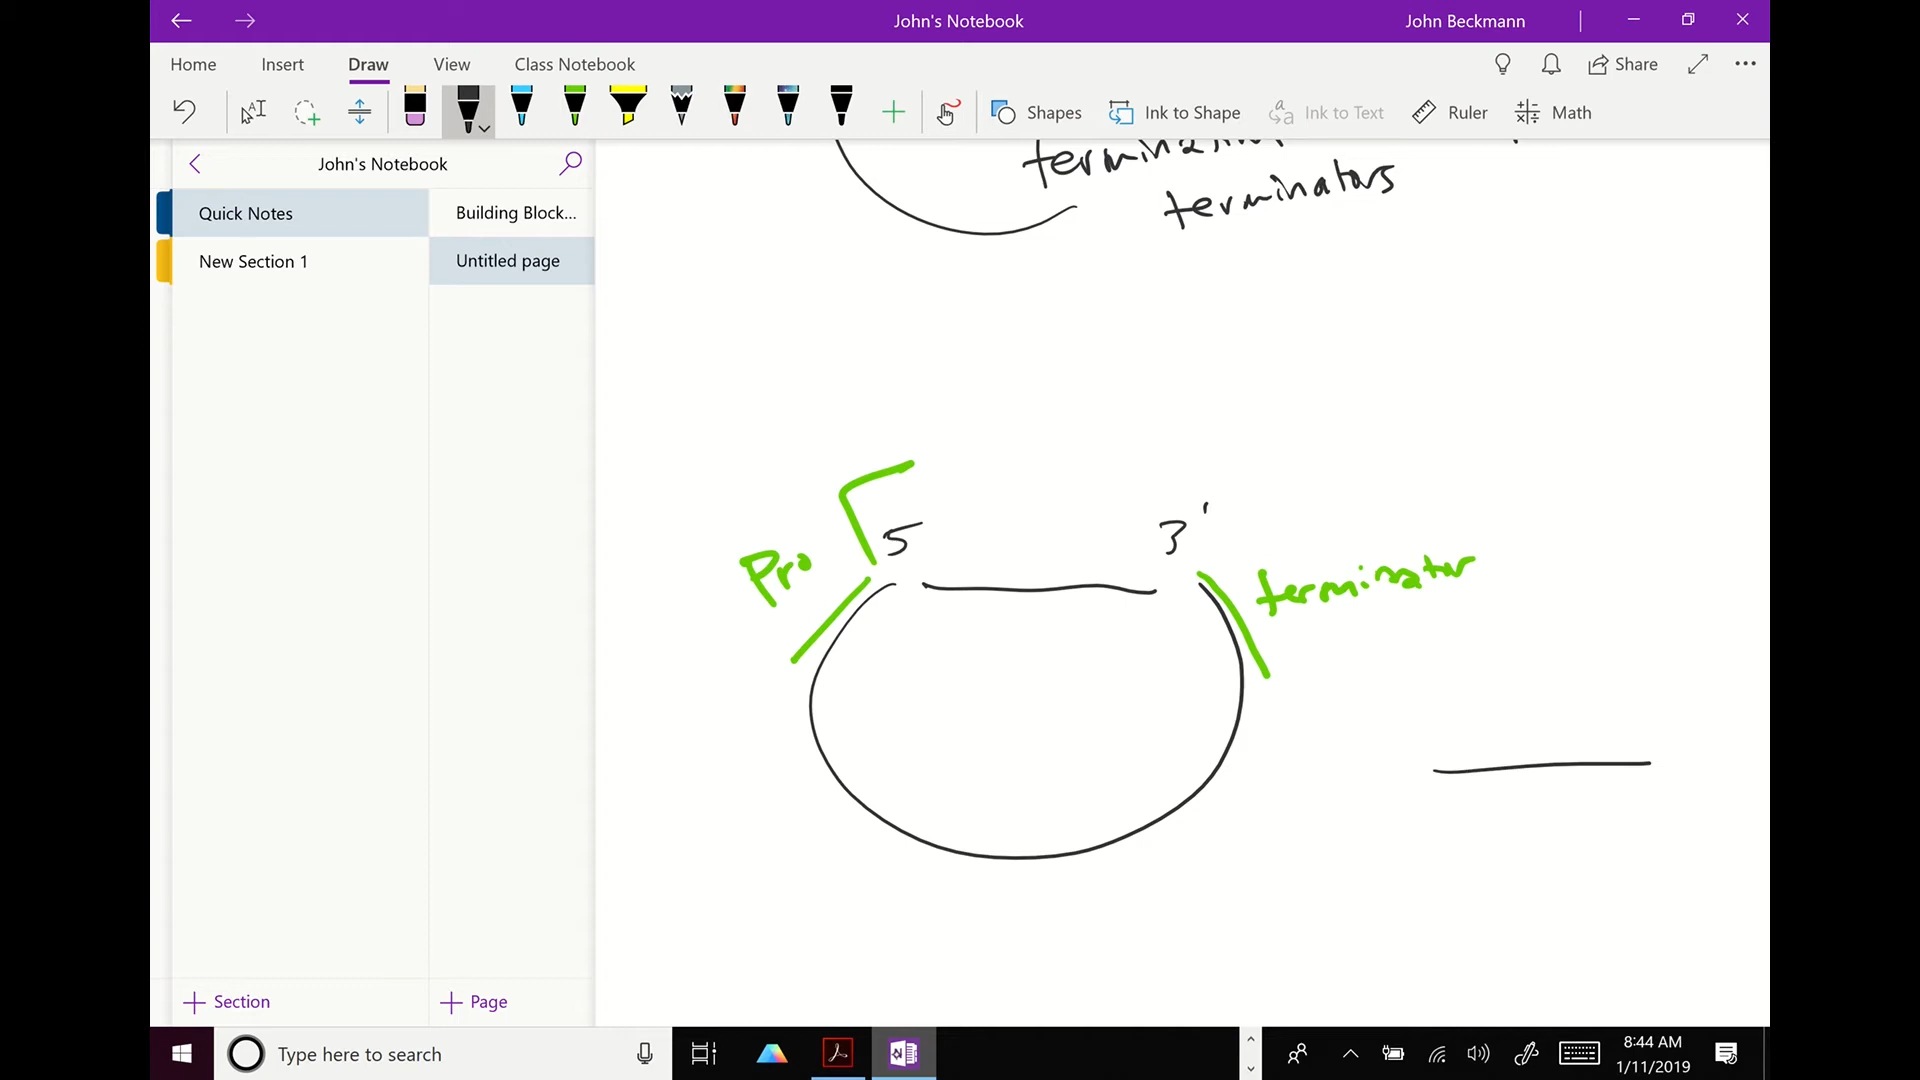 John's Notebook
John Beckmann
Home
Insert
Draw
View
Class Notebook
Share
Shapes
Ink to Shape
Ink to Text
Ruler
Math
John's Notebook
Quick Notes
New Section 1
Building Block...
Untitled page
terminators
5
3'
Pro
terminator
Section
Page
Type here to search
8:44 AM
1/11/2019